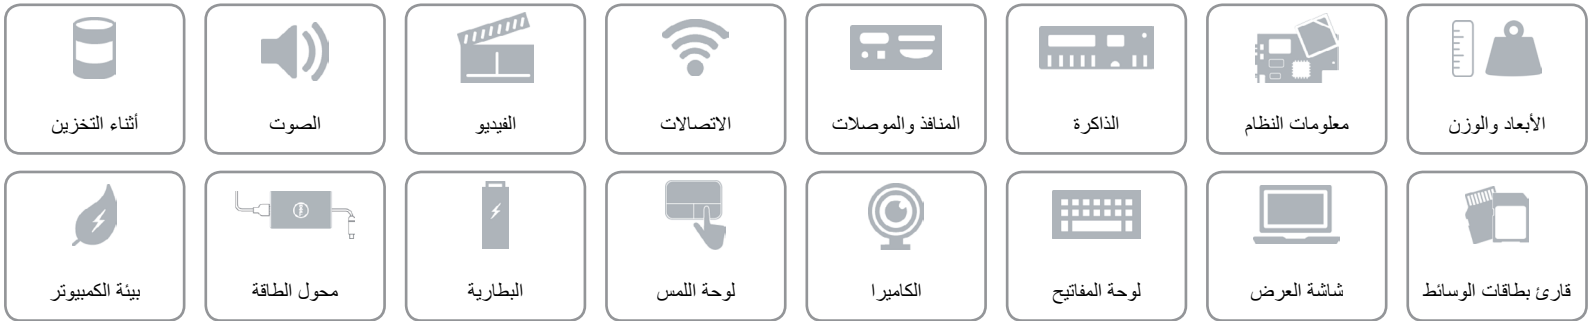 الأبعاد والوزن
معلومات النظام
الذاكرة
المنافذ والموصلات
الاتصالات
الفيديو
الصوت
أثناء التخزين
قارئ بطاقات الوسائط
شاشة العرض
لوحة المفاتيح
الكاميرا
لوحة اللمس
البطارية
محول الطاقة
بيئة الكمبيوتر